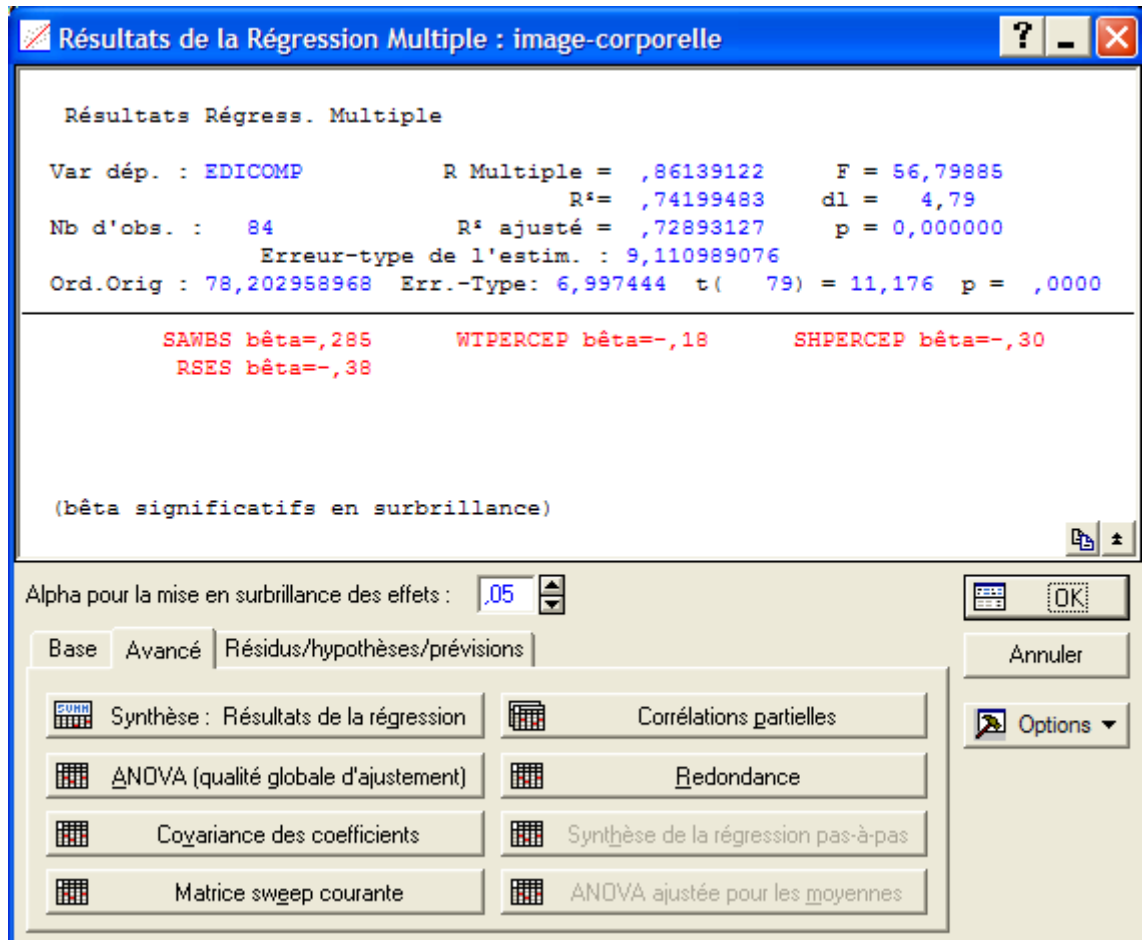 Résultats de la Régression Multiple : image-corporelle
Résultats Régress. Multiple
Var dép. : EDICOMP R Multiple = ,86139122 F = 56,79885
R²= ,74199483 dl = 4,79
Nb d'obs. : 84 R² ajusté = ,72893127 p = 0,000000
Erreur-type de l'estim. : 9,110989076
Ord.Orig : 78,202958968 Err.-Type: 6,997444 t( 79) = 11,176 p = ,0000
SAWBS bêta=,285 WTPERCEP bêta=-,18 SHPERCEP bêta=-,30
RSES bêta=-,38
(bêta significatifs en surbrillance)
Alpha pour la mise en surbrillance des effets : ,05
OK
Base Avancé Résidus/hypothèses/prévisions
Annuler
SUMM Synthèse : Résultats de la régression Corrélations partielles
Options
ANOVA (qualité globale d'ajustement) Redondance
Covariance des coefficients Synthèse de la régression pas-à-pas
Matrice sweep courante ANOVA ajustée pour les moyennes